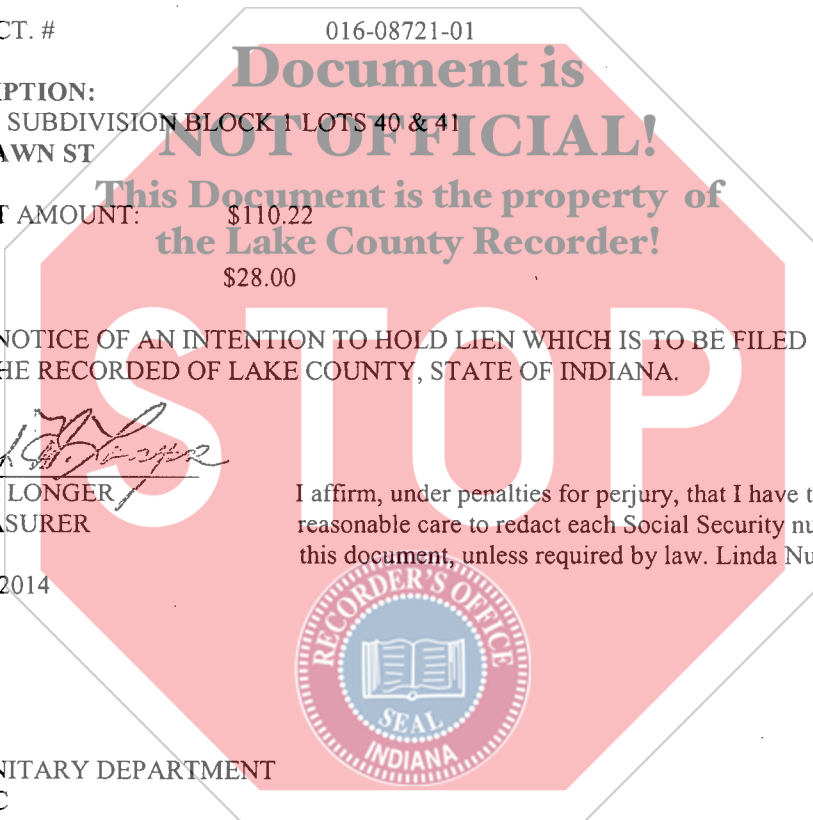 CT. # 016-08721-01
Document is
IPTION:
SUBDIVISION BLOCK 1 LOTS 40 & 41
NOT OFFICIAL!
AWN ST
This Document is the property of
T AMOUNT: $110.22
the Lake County Recorder!
$28.00
NOTICE OF AN INTENTION TO HOLD LIEN WHICH IS TO BE FILED
HE RECORDED OF LAKE COUNTY, STATE OF INDIANA.
STOP
LONGER
ASURER
I affirm, under penalties for perjury, that I have t
reasonable care to redact each Social Security nu
this document, unless required by law. Linda Nu
2014
RECORDER'S OFFICE
SEAL
INDIANA
NITARY DEPARTMENT
C